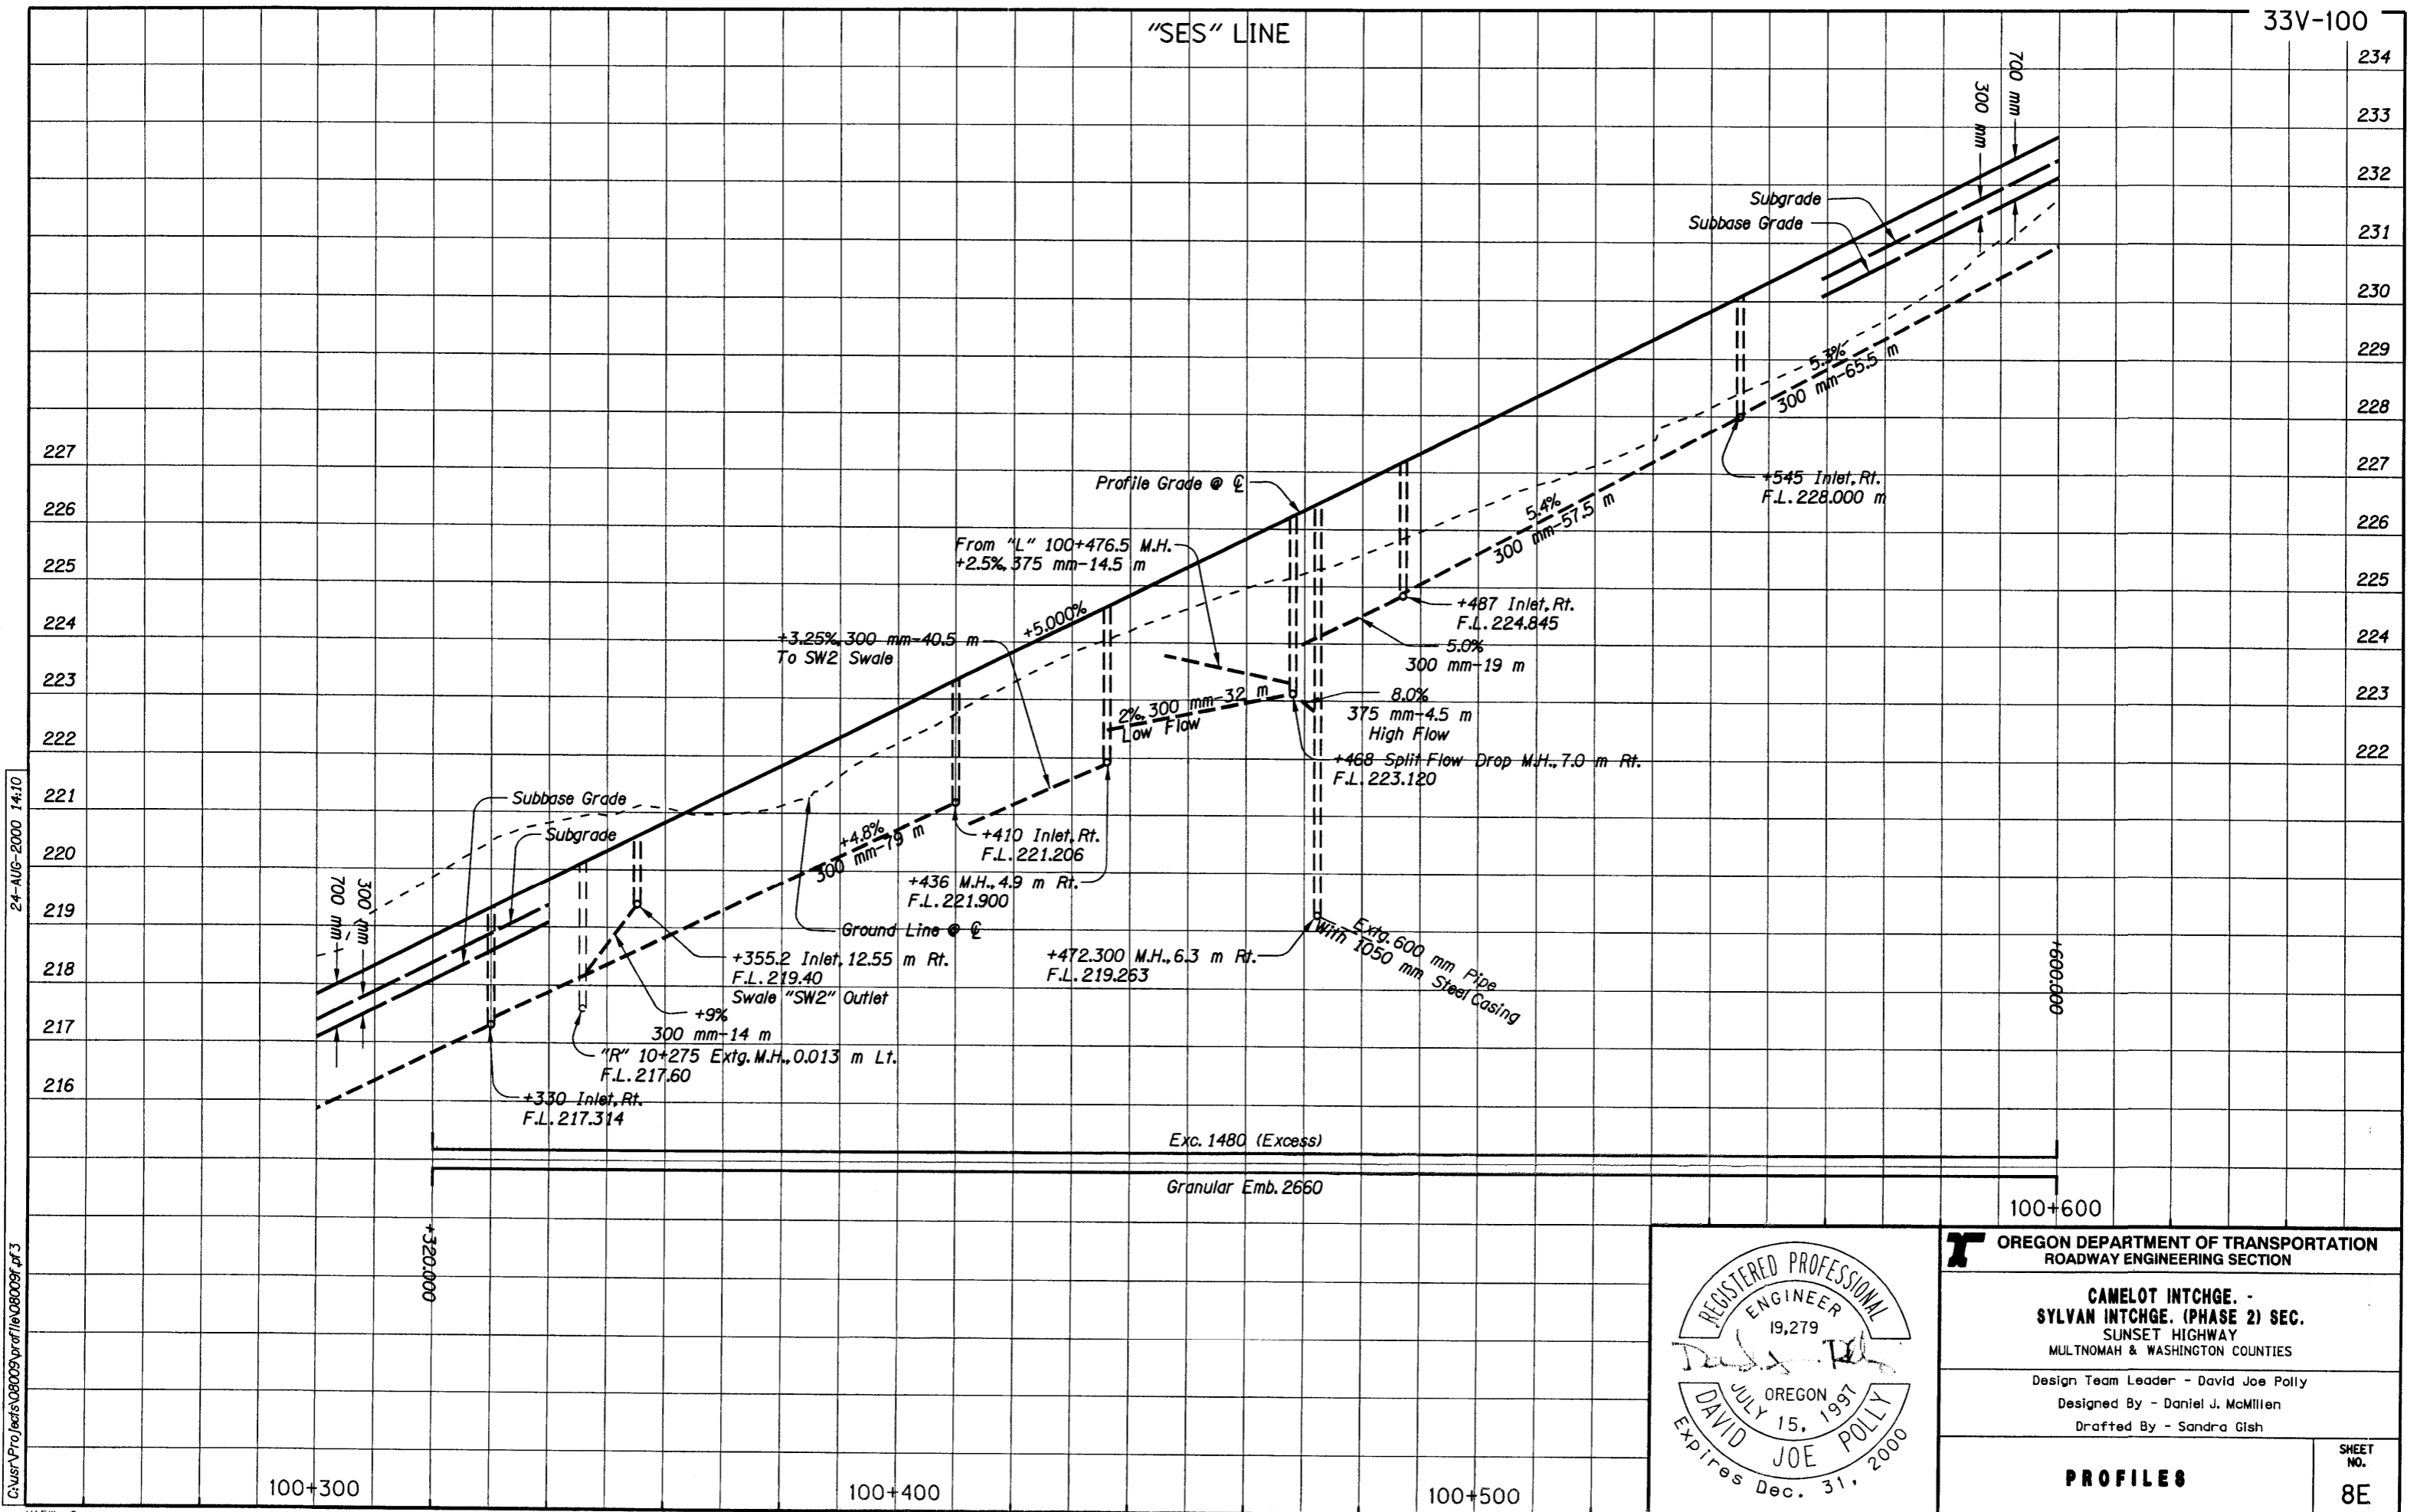 "SES" LINE
33V-100
234
233
232
231
230
229
228
227
226
225
224
223
222
227
226
225
224
223
222
221
220
219
218
217
216
700 mm
300 mm
Subgrade
Subbase Grade
5.3%
300 mm-65.5 m
+545 Inlet, Rt.
F.L. 228.000 m
Profile Grade @ ℄
5.4%
300 mm-57.5 m
From "L" 100+476.5 M.H.
+2.5%, 375 mm-14.5 m
+5.000%
+487 Inlet, Rt.
F.L. 224.845
5.0%
300 mm-19 m
+3.25%, 300 mm-40.5 m
To SW2 Swale
2%, 300 mm-32 m
Low Flow
8.0%
375 mm-4.5 m
High Flow
+468 Split Flow Drop M.H., 7.0 m Rt.
F.L. 223.120
Subbase Grade
Subgrade
700 mm
300 mm
+4.8%
300 mm-79 m
+410 Inlet, Rt.
F.L. 221.206
+436 M.H., 4.9 m Rt.
F.L. 221.900
Ground Line @ ℄
+355.2 Inlet, 12.55 m Rt.
F.L. 219.40
Swale "SW2" Outlet
+472.300 M.H., 6.3 m Rt.
F.L. 219.263
Extg. 600 mm Pipe
With 1050 mm Steel Casing
+9%
300 mm-14 m
"R" 10+275 Extg. M.H., 0.013 m Lt.
F.L. 217.60
+330 Inlet, Rt.
F.L. 217.314
+600.000
Exc. 1480 (Excess)
Granular Emb. 2660
+320.000
100+600
100+300
100+400
100+500
24-AUG-2000 14:10
C:\usr\Projects\08009\profile\08009f.pf3
REGISTERED PROFESSIONAL
ENGINEER
19,279
OREGON
JULY 15, 1997
DAVID JOE POLLY
Expires Dec. 31, 2000
OREGON DEPARTMENT OF TRANSPORTATION
ROADWAY ENGINEERING SECTION
CAMELOT INTCHGE. -
SYLVAN INTCHGE. (PHASE 2) SEC.
SUNSET HIGHWAY
MULTNOMAH & WASHINGTON COUNTIES
Design Team Leader - David Joe Polly
Designed By - Daniel J. McMillen
Drafted By - Sandra Gish
PROFILES
SHEET
NO.
8E